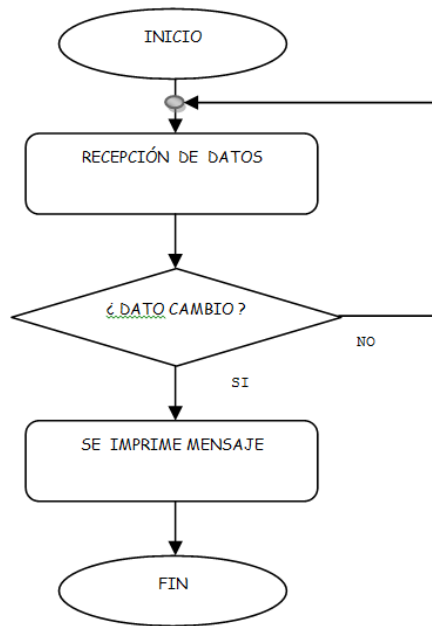 INICIO
RECEPCIÓN DE DATOS
¿ DATO CAMBIO ?
NO
SI
SE IMPRIME MENSAJE
FIN